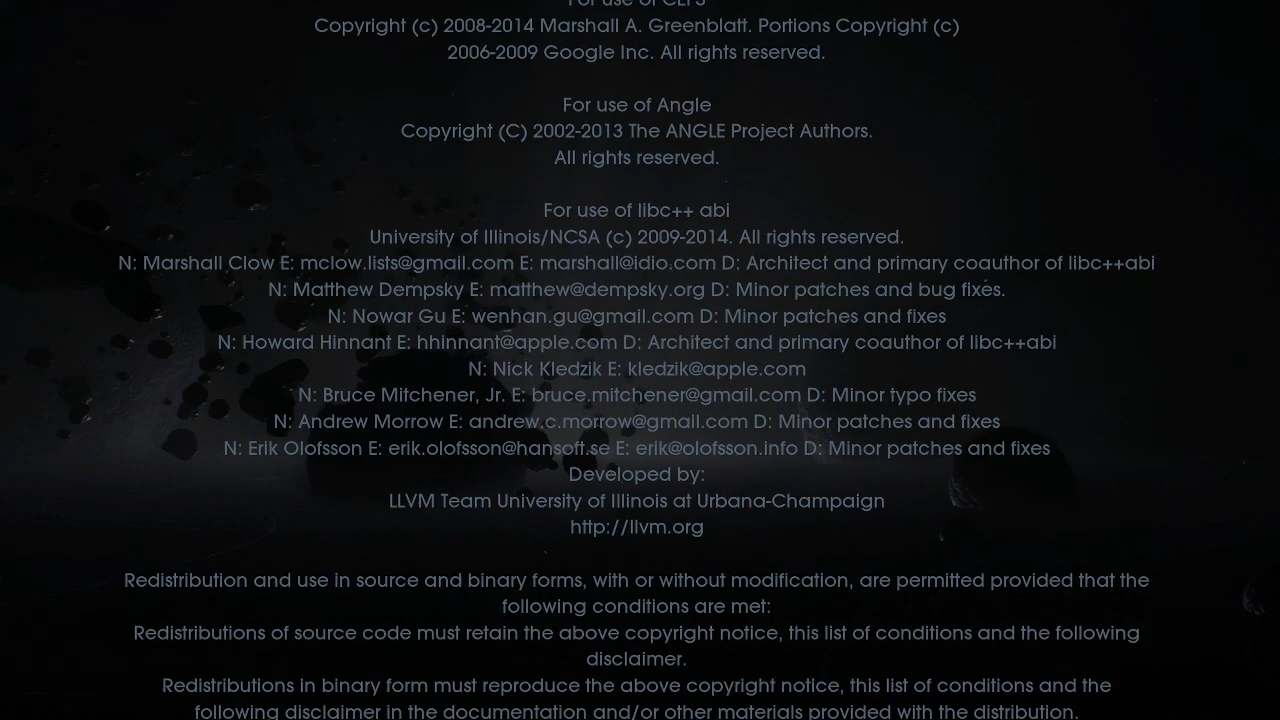 For use of CEF3
Copyright (c) 2008-2014 Marshall A. Greenblatt. Portions Copyright (c)
2006-2009 Google Inc. All rights reserved.
For use of Angle
Copyright (C) 2002-2013 The ANGLE Project Authors.
All rights reserved.
For use of libc++ abi
University of Illinois/NCSA (c) 2009-2014. All rights reserved.
N: Marshall Clow E: mclow.lists@gmail.com E: marshall@idio.com D: Architect and primary coauthor of libc++abi
N: Matthew Dempsky E: matthew@dempsky.org D: Minor patches and bug fixes.
N: Nowar Gu E: wenhan.gu@gmail.com D: Minor patches and fixes
N: Howard Hinnant E: hhinnant@apple.com D: Architect and primary coauthor of libc++abi
N: Nick Kledzik E: kledzik@apple.com
N: Bruce Mitchener, Jr. E: bruce.mitchener@gmail.com D: Minor typo fixes
N: Andrew Morrow E: andrew.c.morrow@gmail.com D: Minor patches and fixes
N: Erik Olofsson E: erik.olofsson@hansoft.se E: erik@olofsson.info D: Minor patches and fixes
Developed by:
LLVM Team University of Illinois at Urbana-Champaign
http://llvm.org
Redistribution and use in source and binary forms, with or without modification, are permitted provided that the
following conditions are met:
Redistributions of source code must retain the above copyright notice, this list of conditions and the following
disclaimer.
Redistributions in binary form must reproduce the above copyright notice, this list of conditions and the
following disclaimer in the documentation and/or other materials provided with the distribution.